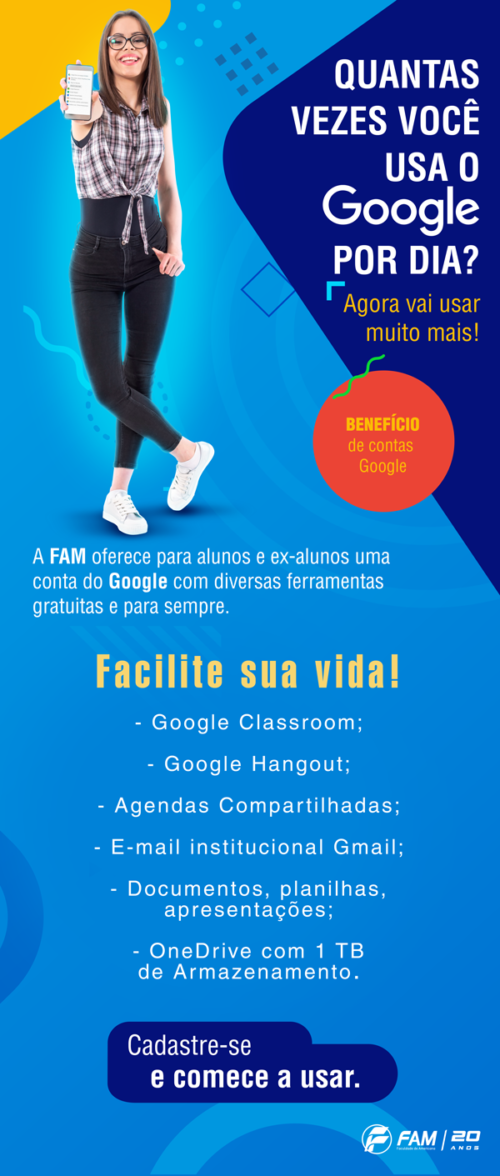 QUANTAS
VEZES VOCÊ
USA O
Google
POR DIA?
Agora vai usar
muito mais!
BENEFÍCIO
de contas
Google
A FAM oferece para alunos e ex-alunos uma
conta do Google com diversas ferramentas
gratuitas e para sempre.
Facilite sua vida!
- Google Classroom;
- Google Hangout;
- Agendas Compartilhadas;
- E-mail institucional Gmail;
- Documentos, planilhas,
apresentações;
- OneDrive com 1 TB
de Armazenamento.
Cadastre-se
e comece a usar.
FAM 20
ANOS